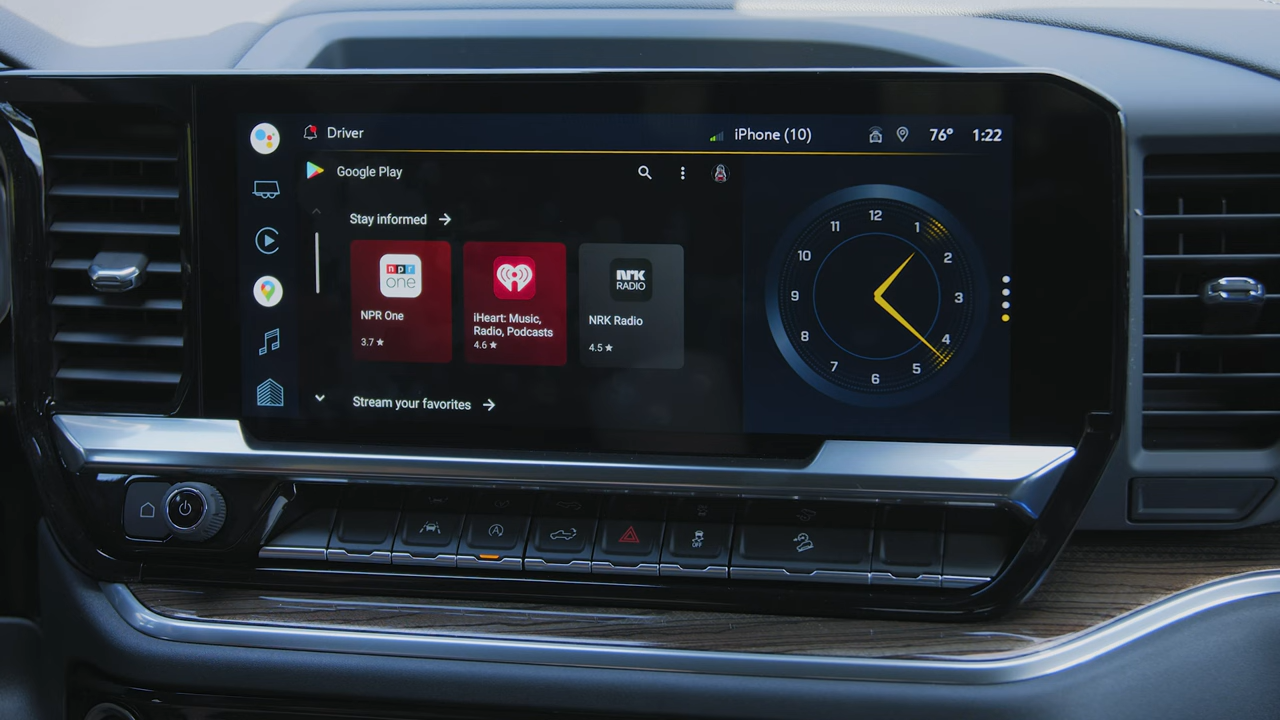 Driver
iPhone (10)
76°
1:22
Google Play
Stay informed
npr
one
NPR One
3.7 ★
iHeart: Music,
Radio, Podcasts
4.6 ★
NRK
RADIO
NRK Radio
4.5 ★
Stream your favorites
12
1
2
3
4
5
6
7
8
9
10
11
A
OFF